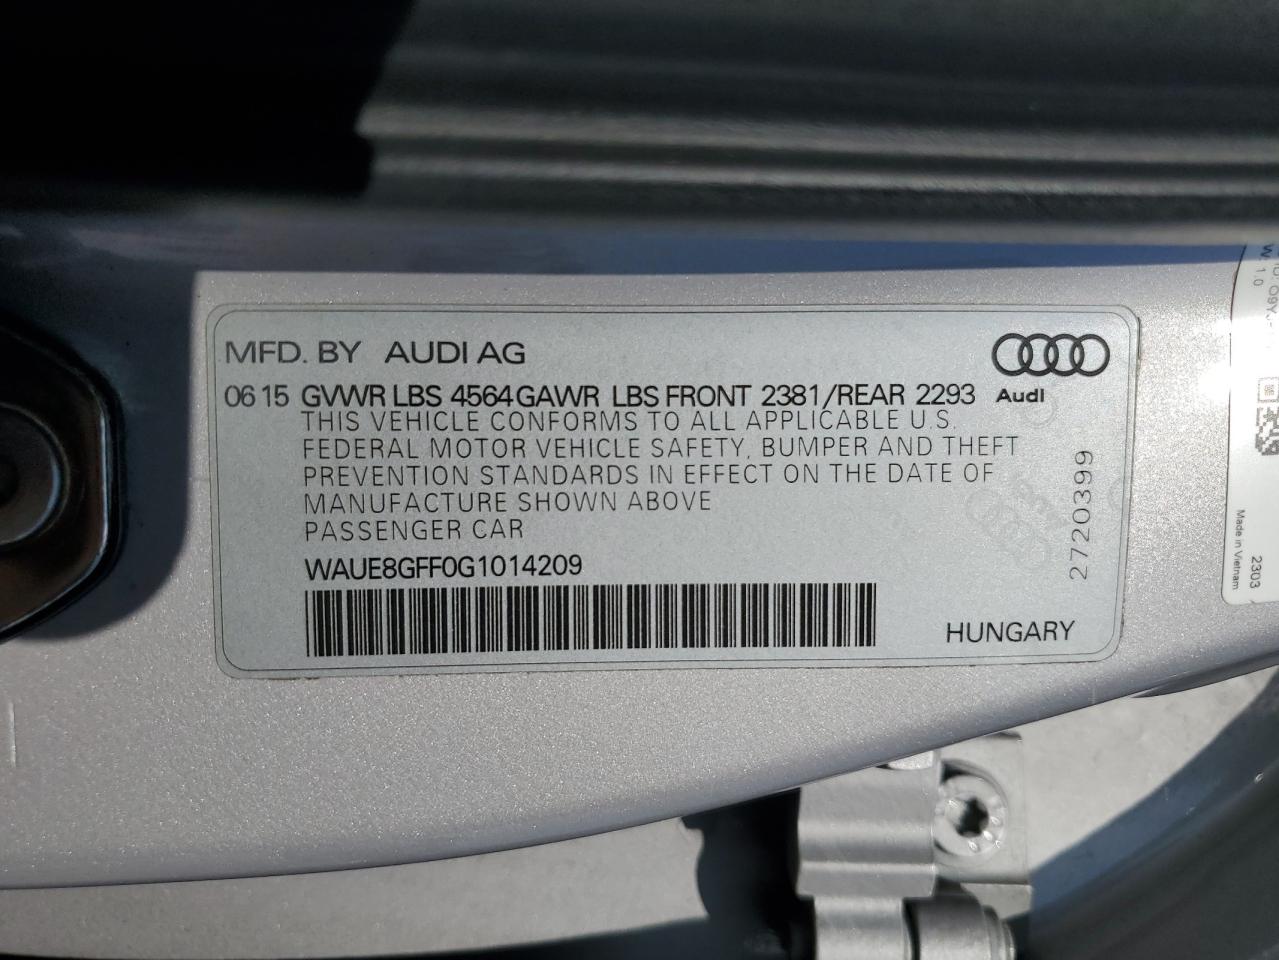 MFD. BY AUDI AG
06 15 GVWR LBS 4564 GAWR LBS FRONT 2381/REAR 2293
Audi
THIS VEHICLE CONFORMS TO ALL APPLICABLE U.S.
FEDERAL MOTOR VEHICLE SAFETY, BUMPER AND THEFT
PREVENTION STANDARDS IN EFFECT ON THE DATE OF
MANUFACTURE SHOWN ABOVE
PASSENGER CAR
WAUE8GFF0G1014209
HUNGARY
2720399
1.0
Made in Vietnam
2303